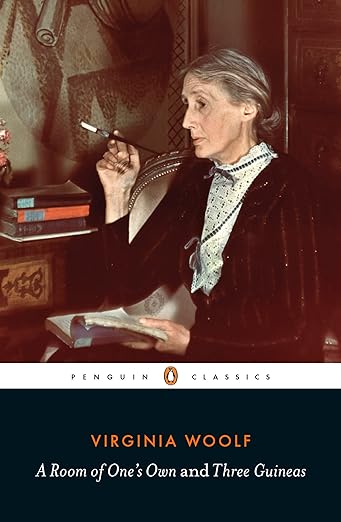 PENGUIN CLASSICS
VIRGINIA WOOLF
A Room of One's Own and Three Guineas